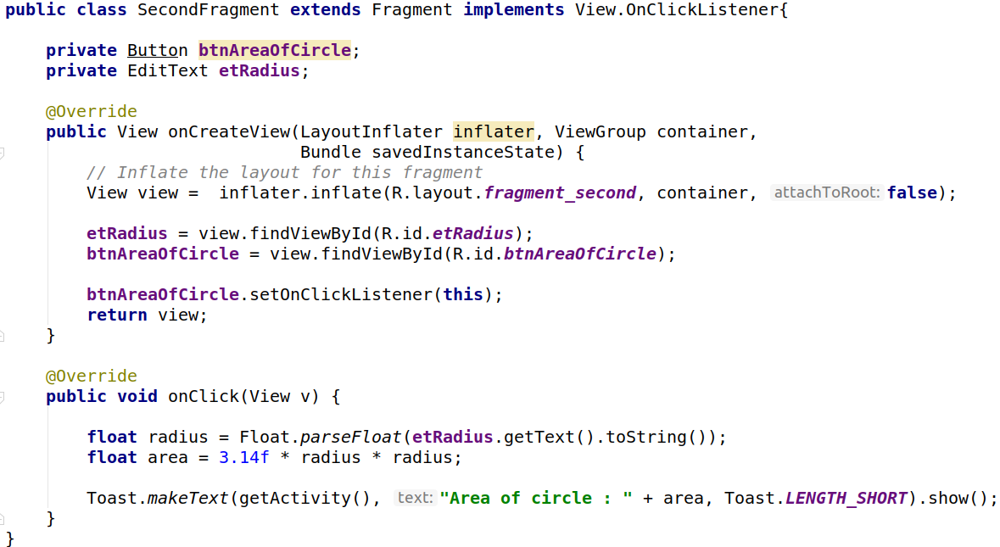 public class SecondFragment extends Fragment implements View.OnClickListener{
private Button btnAreaOfCircle;
private EditText etRadius;
@Override
public View onCreateView(LayoutInflater inflater, ViewGroup container,
Bundle savedInstanceState) {
// Inflate the layout for this fragment
View view =  inflater.inflate(R.layout.fragment_second, container, attachToRoot: false);
etRadius = view.findViewById(R.id.etRadius);
btnAreaOfCircle = view.findViewById(R.id.btnAreaOfCircle);
btnAreaOfCircle.setOnClickListener(this);
return view;
}
@Override
public void onClick(View v) {
float radius = Float.parseFloat(etRadius.getText().toString());
float area = 3.14f * radius * radius;
Toast.makeText(getActivity(), text: "Area of circle : " + area, Toast.LENGTH_SHORT).show();
}
}